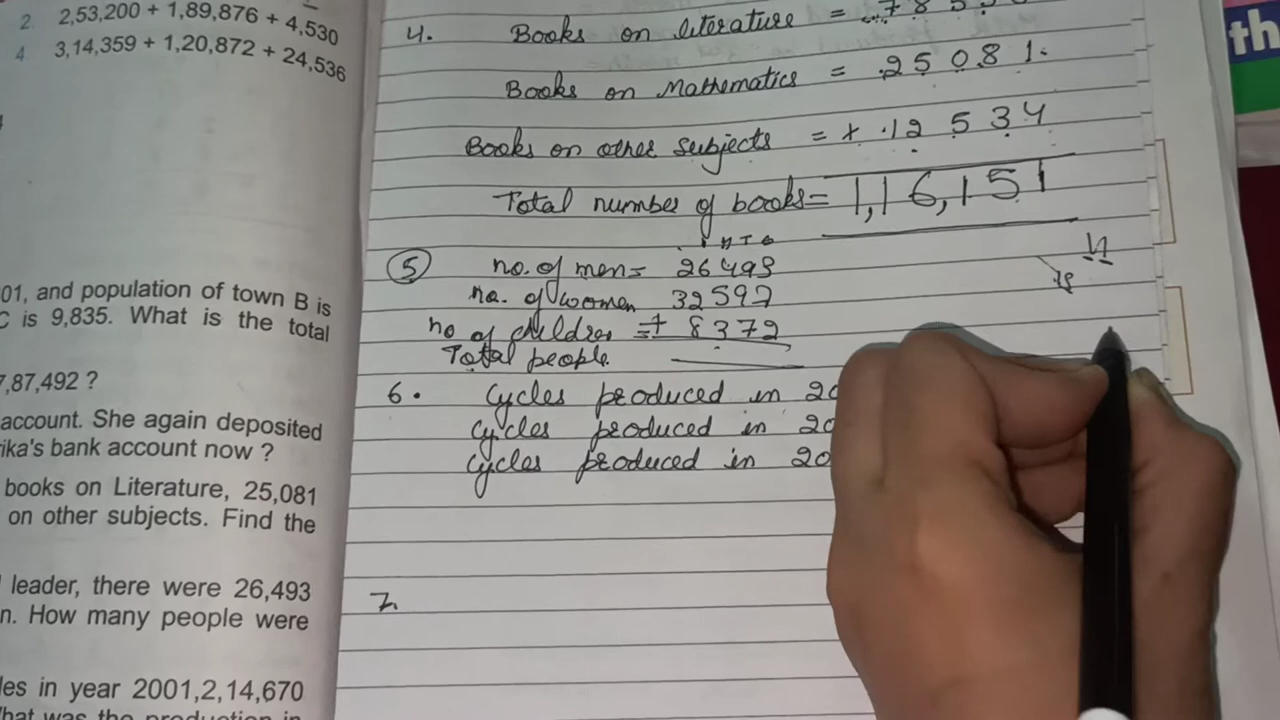 2. 2,53,200 + 1,89,876 + 4,530
4 3,14,359 + 1,20,872 + 24,536
01, and population of town B is
C is 9,835. What is the total
7,87,492 ?
account. She again deposited
ika's bank account now ?
books on Literature, 25,081
on other subjects. Find the
leader, there were 26,493
n. How many people were
les in year 2001,2,14,670
What was the production in
4. Books on literature =
Books on Mathematics = 25081.
Books on other subjects = + 12534
Total number of books = 1,16,151
H T O
5 no. of men = 26493
no. of women 32597
no of children = + 8372
Total people
6. Cycles produced in 20
Cycles produced in 20
Cycles produced in 20
7.
th